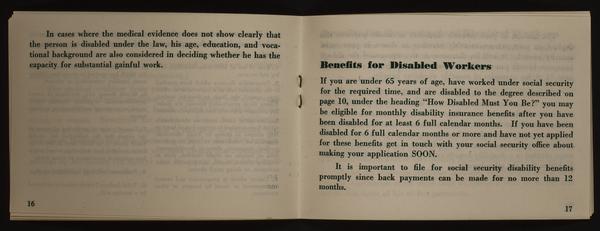 In cases where the medical evidence does not show clearly that
the person is disabled under the law, his age, education, and voca-
tional background are also considered in deciding whether he has the
capacity for substantial gainful work.
16
Benefits for Disabled Workers
If you are under 65 years of age, have worked under social security
for the required time, and are disabled to the degree described on
page 10, under the heading "How Disabled Must You Be?" you may
be eligible for monthly disability insurance benefits after you have
been disabled for at least 6 full calendar months. If you have been
disabled for 6 full calendar months or more and have not yet applied
for these benefits get in touch with your social security office about
making your application SOON.
It is important to file for social security disability benefits
promptly since back payments can be made for no more than 12
months.
17